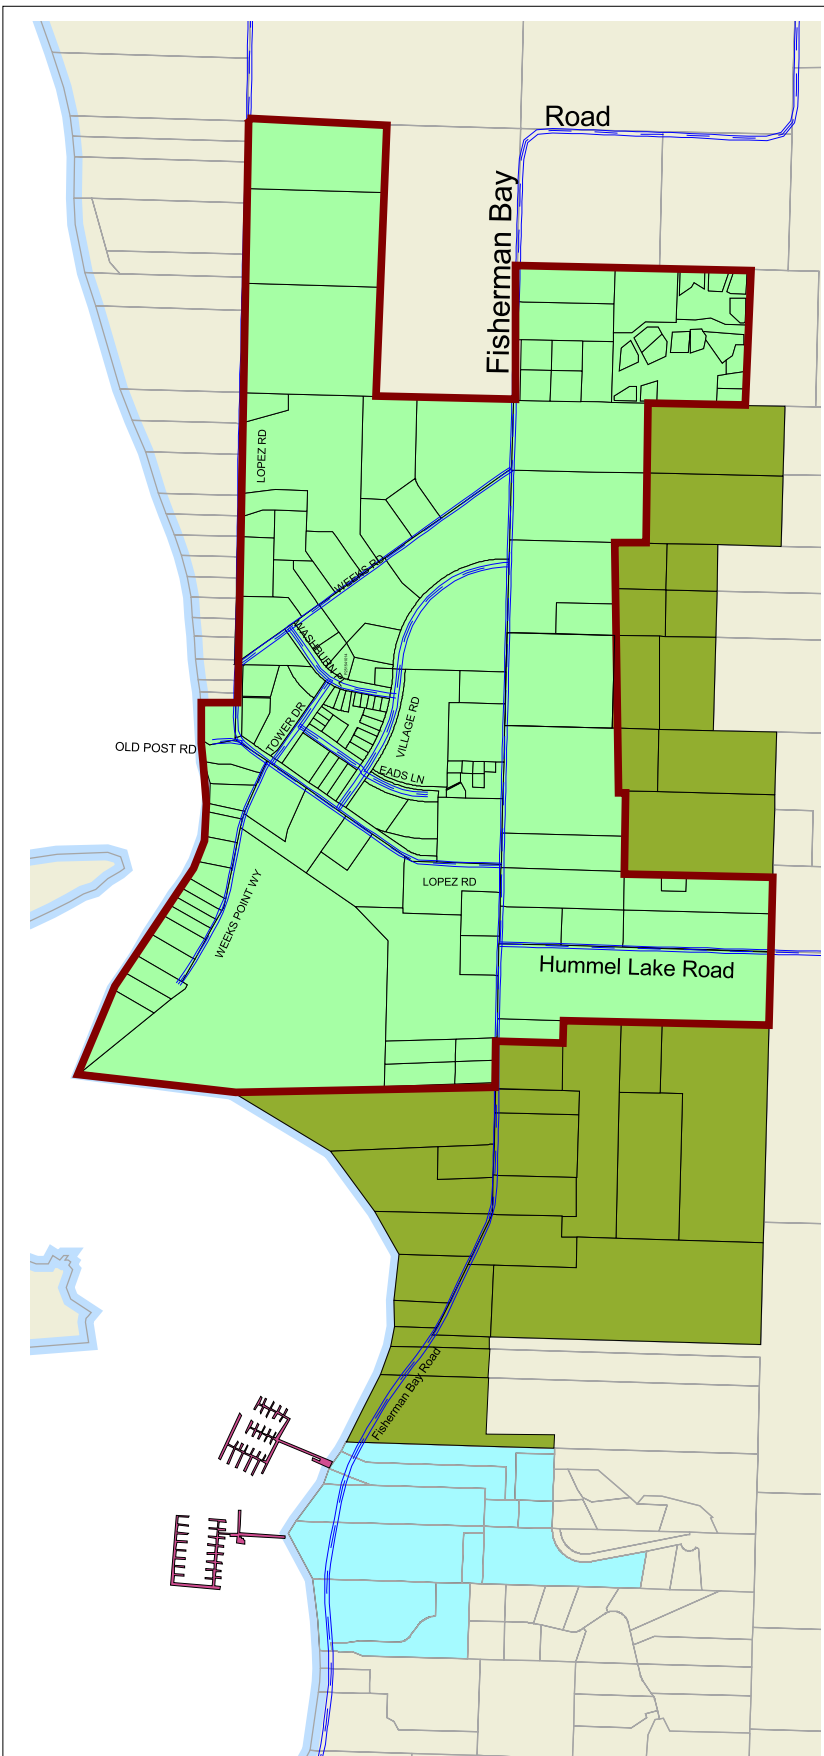 Road
Fisherman Bay
LOPEZ RD
WEEKS RD
WASHBURN PL
TOWER DR
VILLAGE RD
OLD POST RD
EADS LN
LOPEZ RD
WEEKS POINT WY
Hummel Lake Road
Fisherman Bay Road